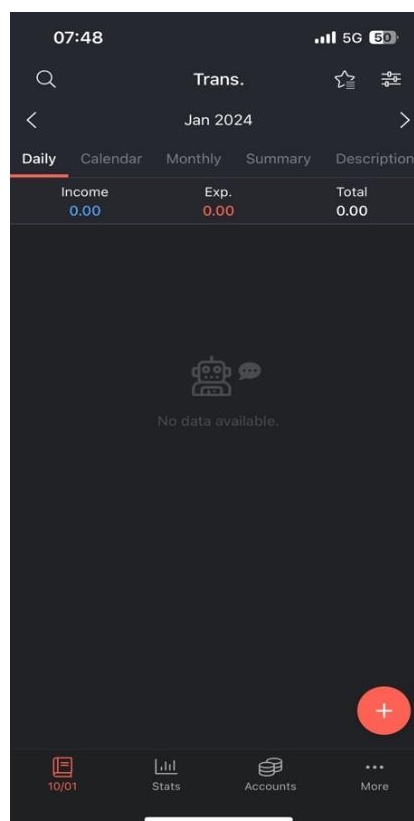 07:48 5G 50
Trans.
Jan 2024
Daily Calendar Monthly Summary Description
Income Exp. Total
0.00 0.00 0.00
No data available.
10/01 Stats Accounts More